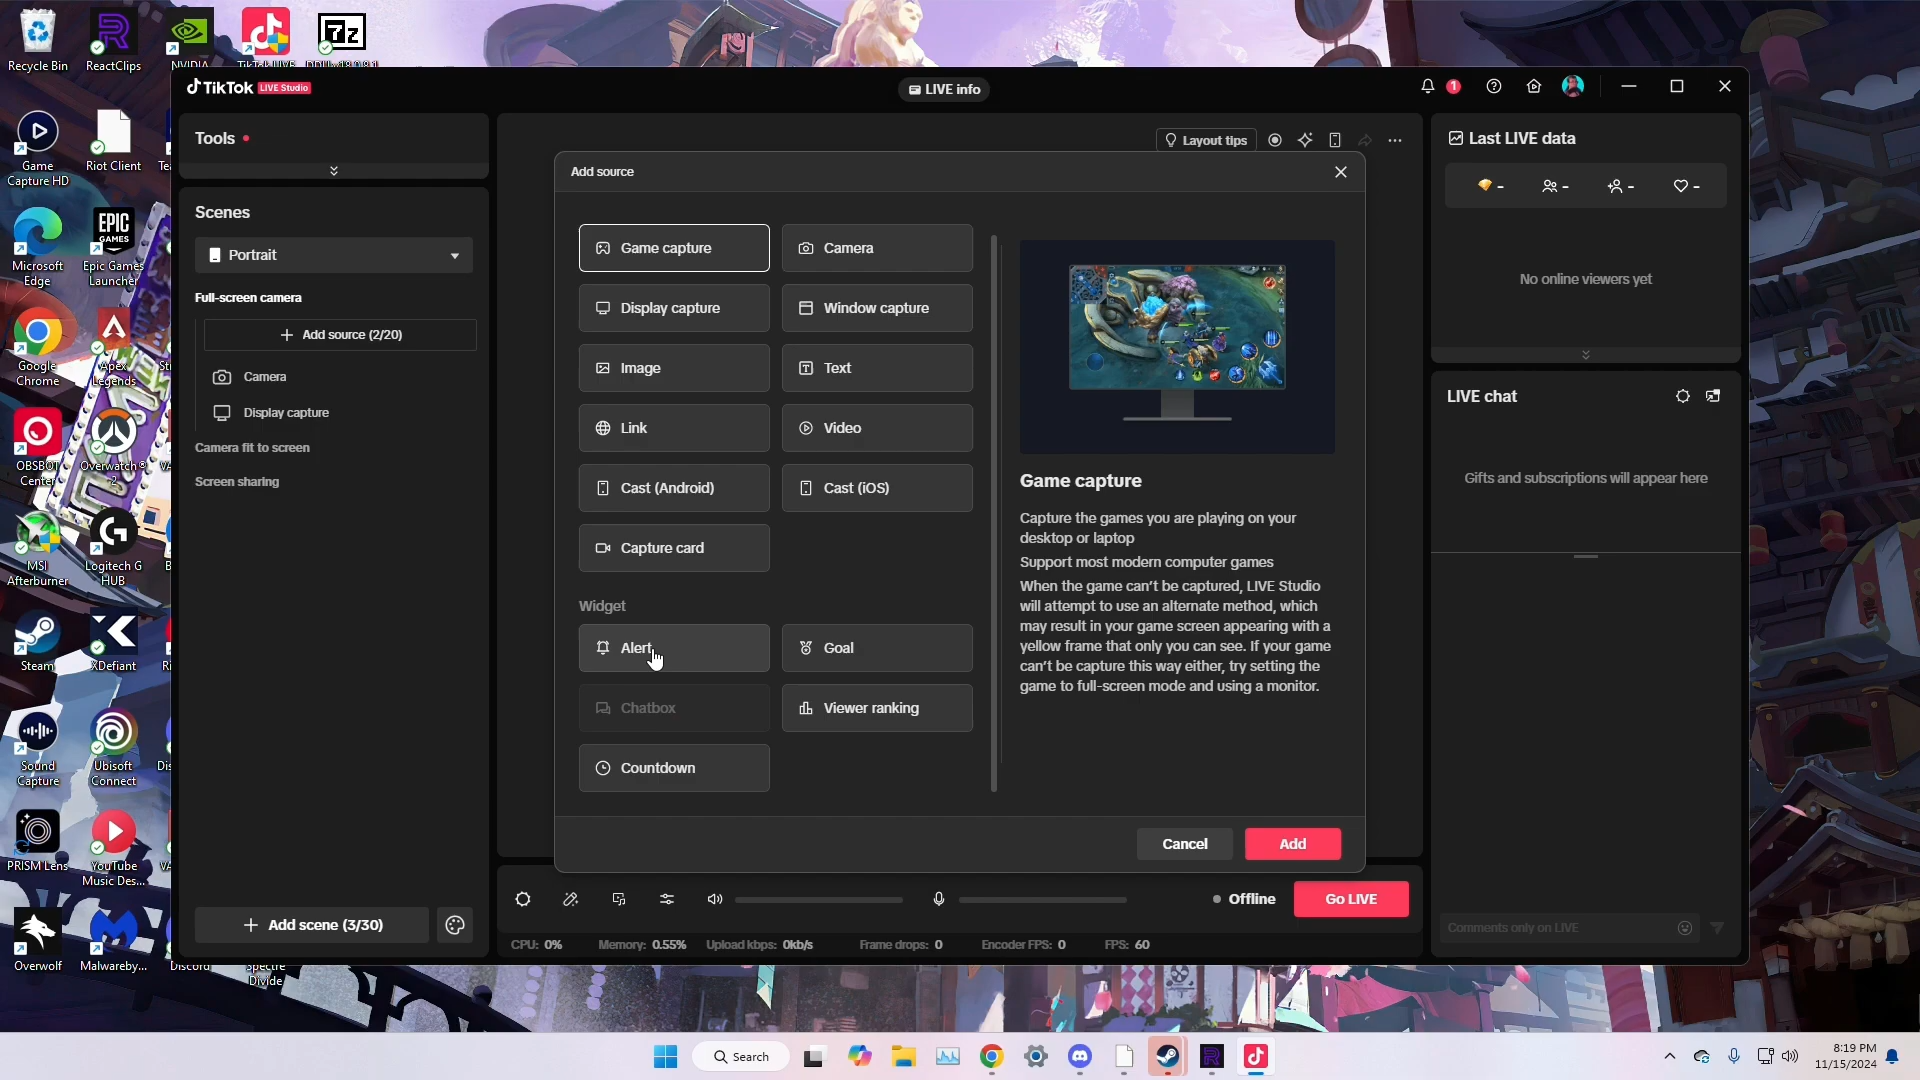 Recycle Bin
ReactClips
NVIDIA
7z
TikTok
LIVE Studio
LIVE info
1
Game
Capture HD
Riot Client
Microsoft
Edge
EPIC
GAMES
Epic Games
Launcher
Google
Chrome
Apex
Legends
OBSBOT
Center
Overwatch®
2
MSI
Afterburner
Logitech G
HUB
Steam
XDefiant
Sound
Capture
Ubisoft
Connect
PRISM Lens
YouTube
Music Des...
Overwolf
Malwareby...
Discord
Spectre
Divide
Tools
Scenes
Portrait
Full-screen camera
+ Add source (2/20)
Camera
Display capture
Camera fit to screen
Screen sharing
+ Add scene (3/30)
Layout tips
Add source
Game capture
Camera
Display capture
Window capture
Image
Text
Link
Video
Cast (Android)
Cast (iOS)
Capture card
Widget
Alert
Goal
Chatbox
Viewer ranking
Countdown
Game capture
Capture the games you are playing on your
desktop or laptop
Support most modern computer games
When the game can't be captured, LIVE Studio
will attempt to use an alternate method, which
may result in your game screen appearing with a
yellow frame that only you can see. If your game
can't be capture this way either, try setting the
game to full-screen mode and using a monitor.
Cancel
Add
Offline
Go LIVE
CPU: 0%
Memory: 0.55%
Upload kbps: 0kb/s
Frame drops: 0
Encoder FPS: 0
FPS: 60
Last LIVE data
-
-
-
-
No online viewers yet
LIVE chat
Gifts and subscriptions will appear here
Comments only on LIVE
Search
8:19 PM
11/15/2024